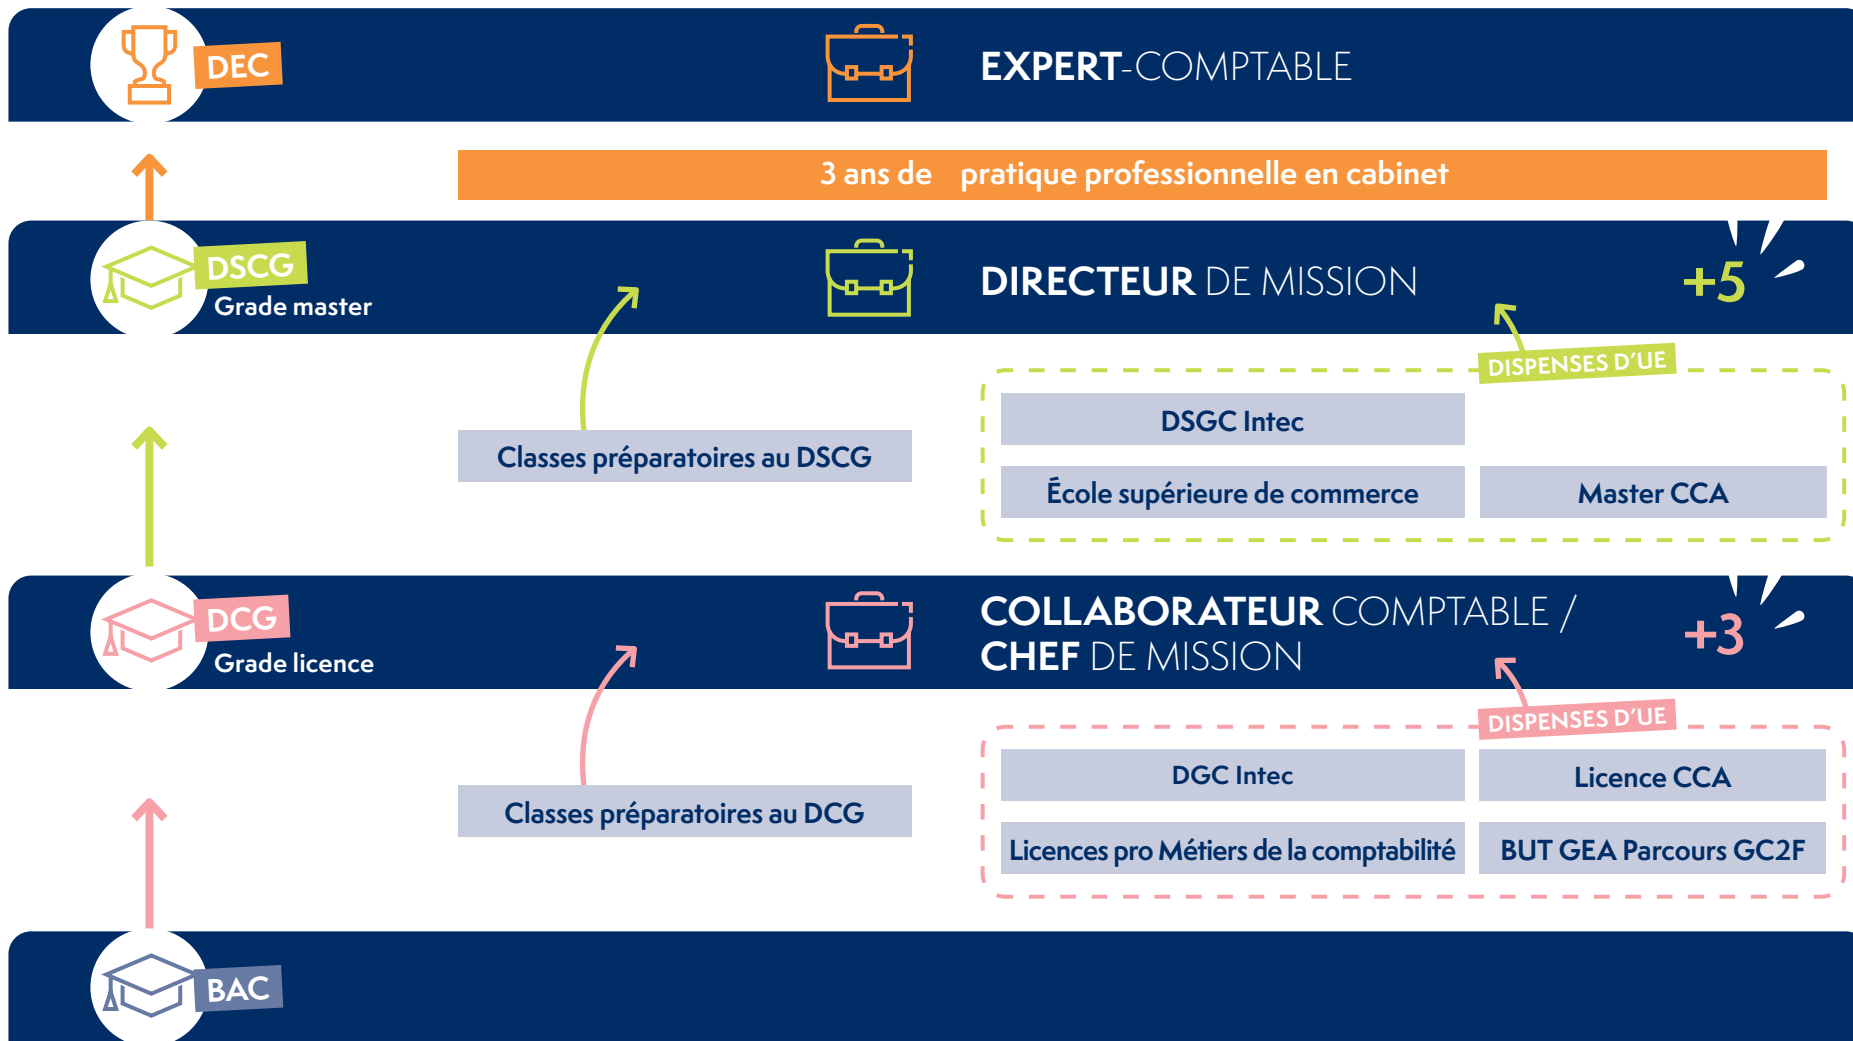 DEC
EXPERT-COMPTABLE
3 ans de pratique professionnelle en cabinet
DSCG
Grade master
DIRECTEUR DE MISSION
+5
DISPENSES D'UE
DSGC Intec
Classes préparatoires au DSCG
École supérieure de commerce
Master CCA
DCG
Grade licence
COLLABORATEUR COMPTABLE /
CHEF DE MISSION
+3
DISPENSES D'UE
DGC Intec
Licence CCA
Classes préparatoires au DCG
Licences pro Métiers de la comptabilité
BUT GEA Parcours GC2F
BAC